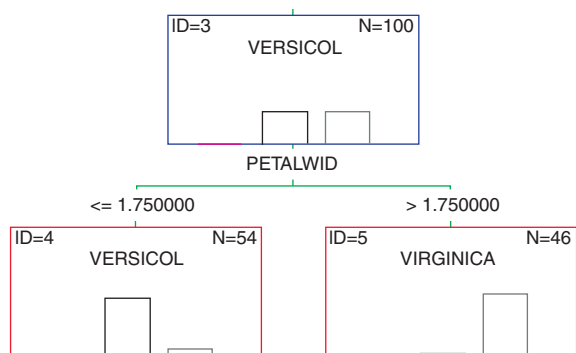 ID=3 N=100
VERSICOL
PETALWID
<= 1.750000 > 1.750000
ID=4 N=54 ID=5 N=46
VERSICOL VIRGINICA